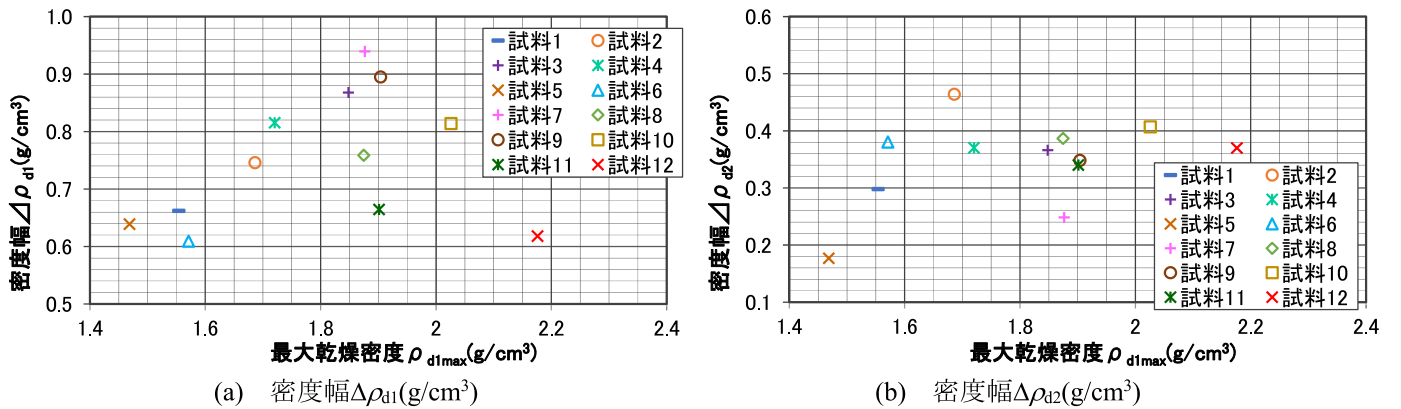 密度幅⊿ρd1(g/cm³)
1.0
0.9
0.8
0.7
0.6
0.5
試料1 試料2
試料3 試料4
試料5 試料6
試料7 試料8
試料9 試料10
試料11 試料12
1.4 1.6 1.8 2 2.2 2.4
最大乾燥密度ρd1max(g/cm³)
(a) 密度幅Δρd1(g/cm³)
密度幅⊿ρd2(g/cm³)
0.6
0.5
0.4
0.3
0.2
0.1
試料1 試料2
試料3 試料4
試料5 試料6
試料7 試料8
試料9 試料10
試料11 試料12
1.4 1.6 1.8 2 2.2 2.4
最大乾燥密度ρd1max(g/cm³)
(b) 密度幅Δρd2(g/cm³)